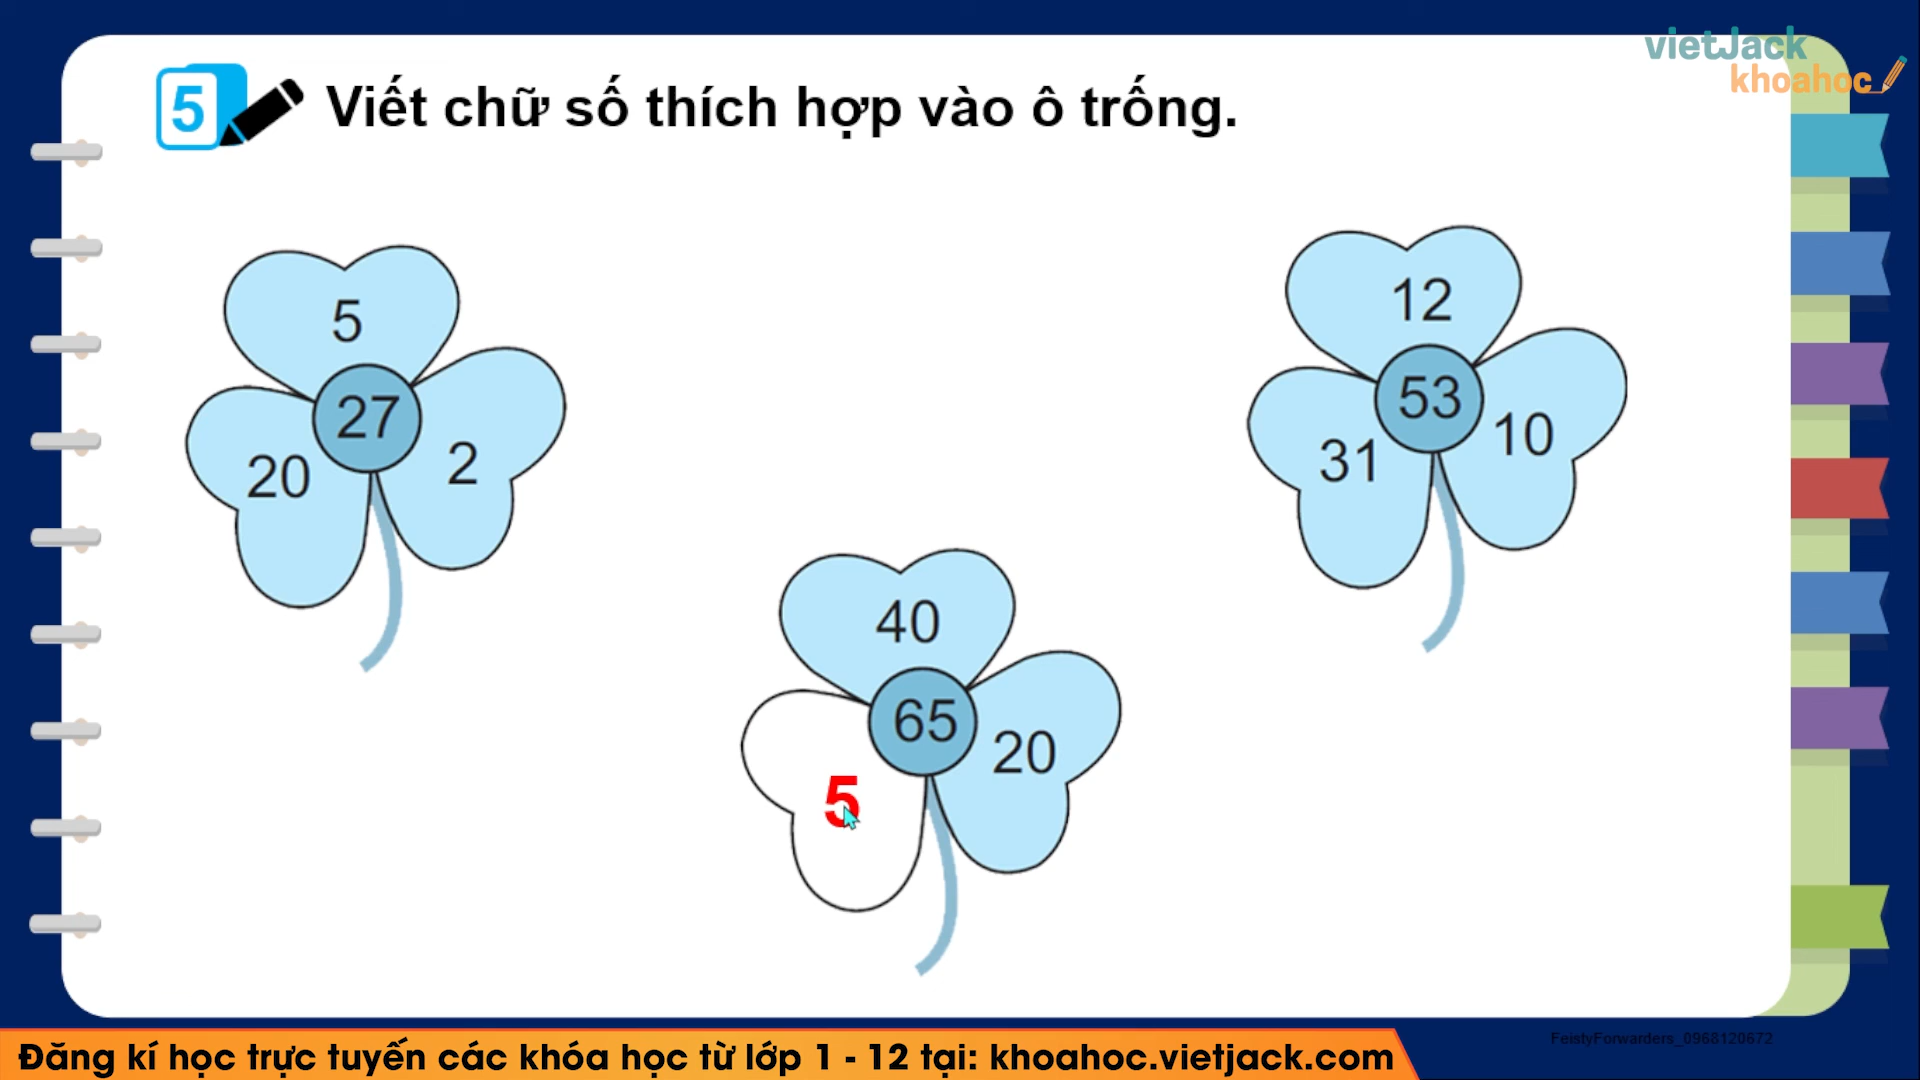 vietJack
khoahoc
5 Viết chữ số thích hợp vào ô trống.
5
27
20
2
12
53
31
10
40
65
20
5
FeistyForwarders_0968120672
Đăng kí học trực tuyến các khóa học từ lớp 1 - 12 tại: khoahoc.vietjack.com